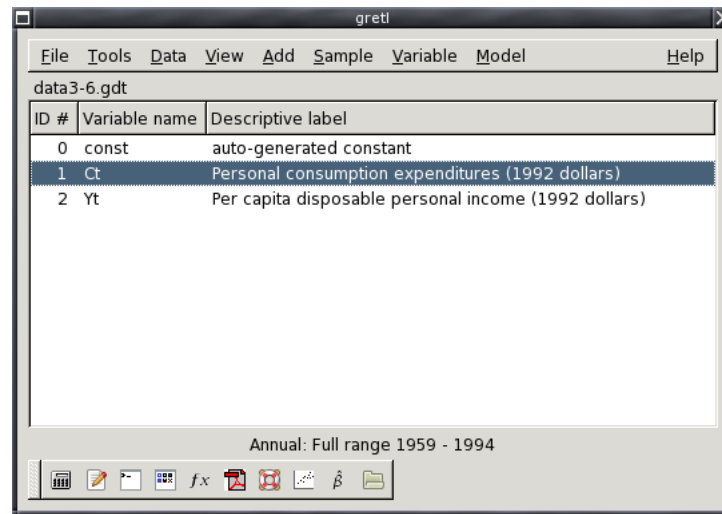 gretl
File Tools Data View Add Sample Variable Model Help
data3-6.gdt
ID # Variable name Descriptive label
0 const auto-generated constant
1 Ct Personal consumption expenditures (1992 dollars)
2 Yt Per capita disposable personal income (1992 dollars)
Annual: Full range 1959 - 1994
fx β̂